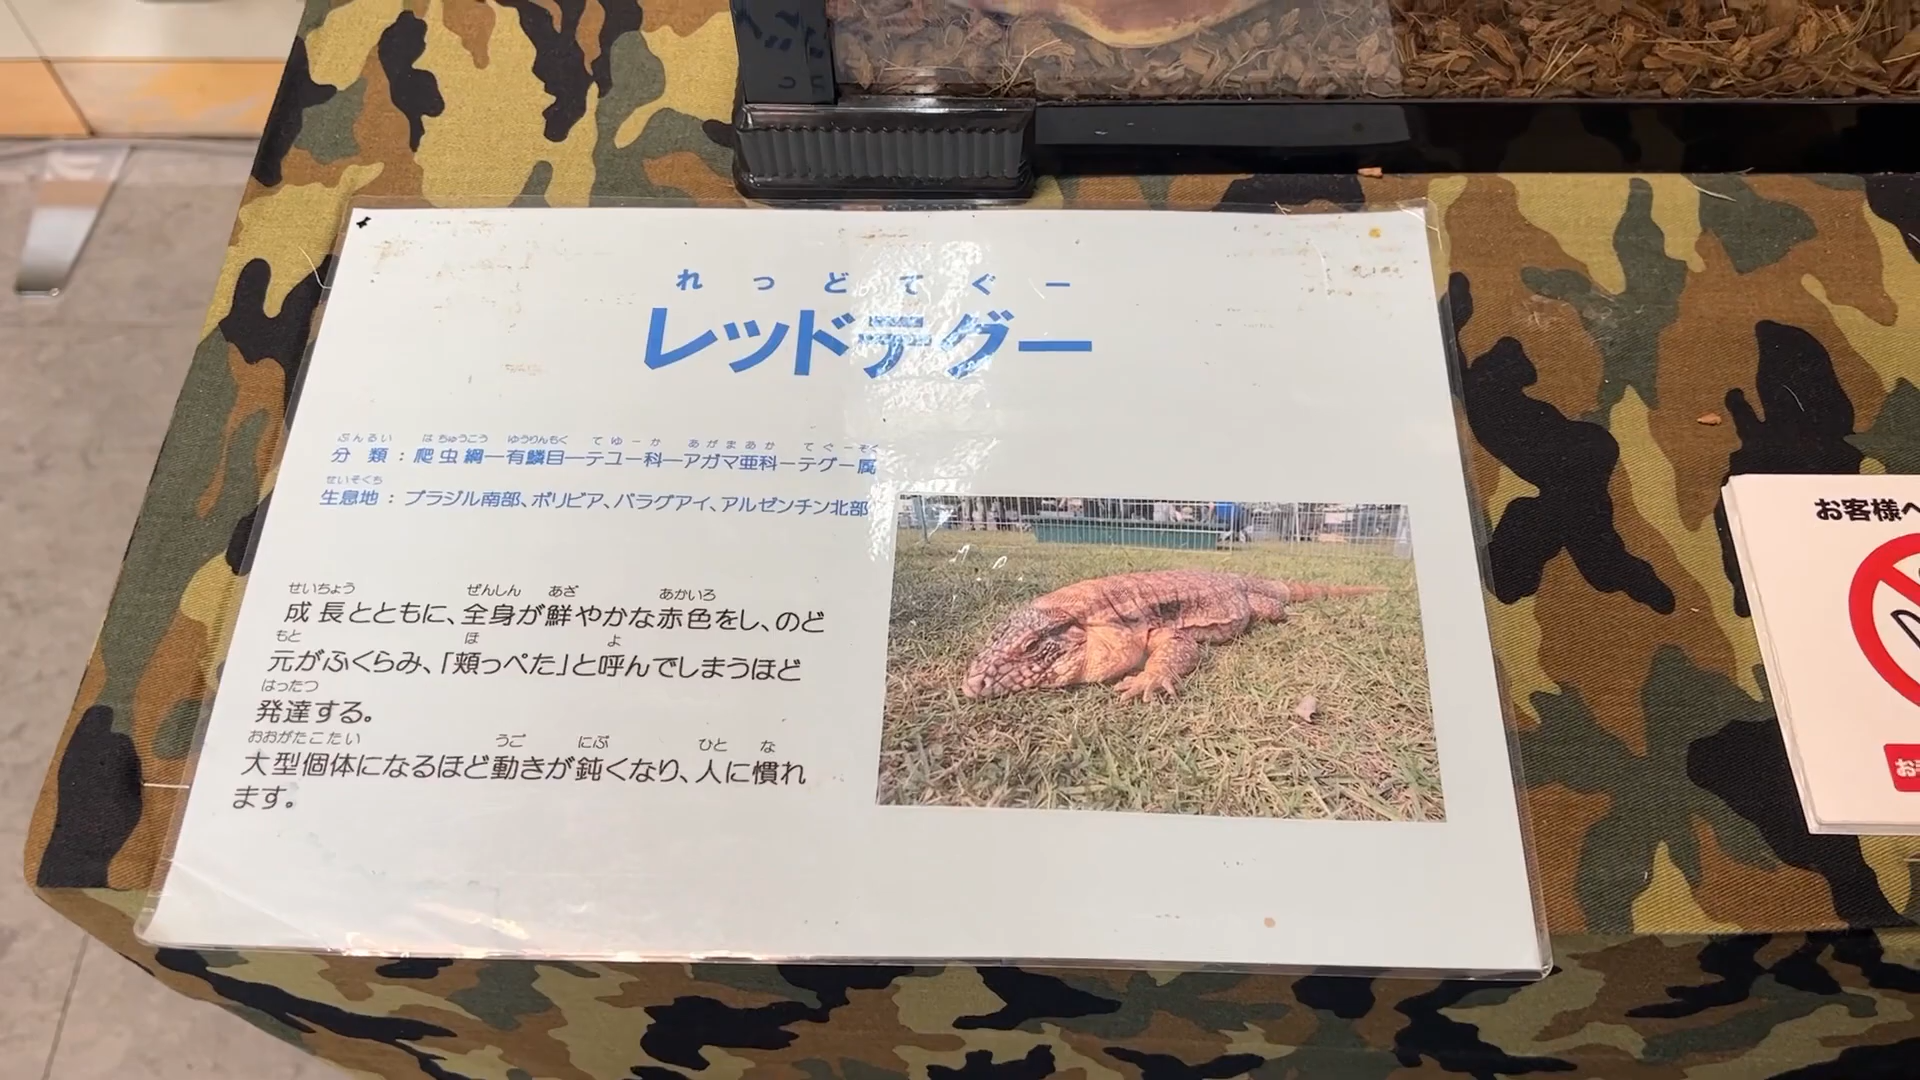 れっどてぐー
レッドテグー
ぶんるい はちゅうこう ゆうりんもく てゆーか あがまあか てぐーぞく
分類：爬虫綱ー有鱗目ーテユー科ーアガマ亜科ーテグー属
せいそくち
生息地：ブラジル南部、ボリビア、パラグアイ、アルゼンチン北部
せいちょう ぜんしん あざ あかいろ
成長とともに、全身が鮮やかな赤色をし、のど
もと ほ よ
元がふくらみ、「頬っぺた」と呼んでしまうほど
はったつ
発達する。
おおがたこたい うご にぶ ひと な
大型個体になるほど動きが鈍くなり、人に慣れ
ます。
お客様へ